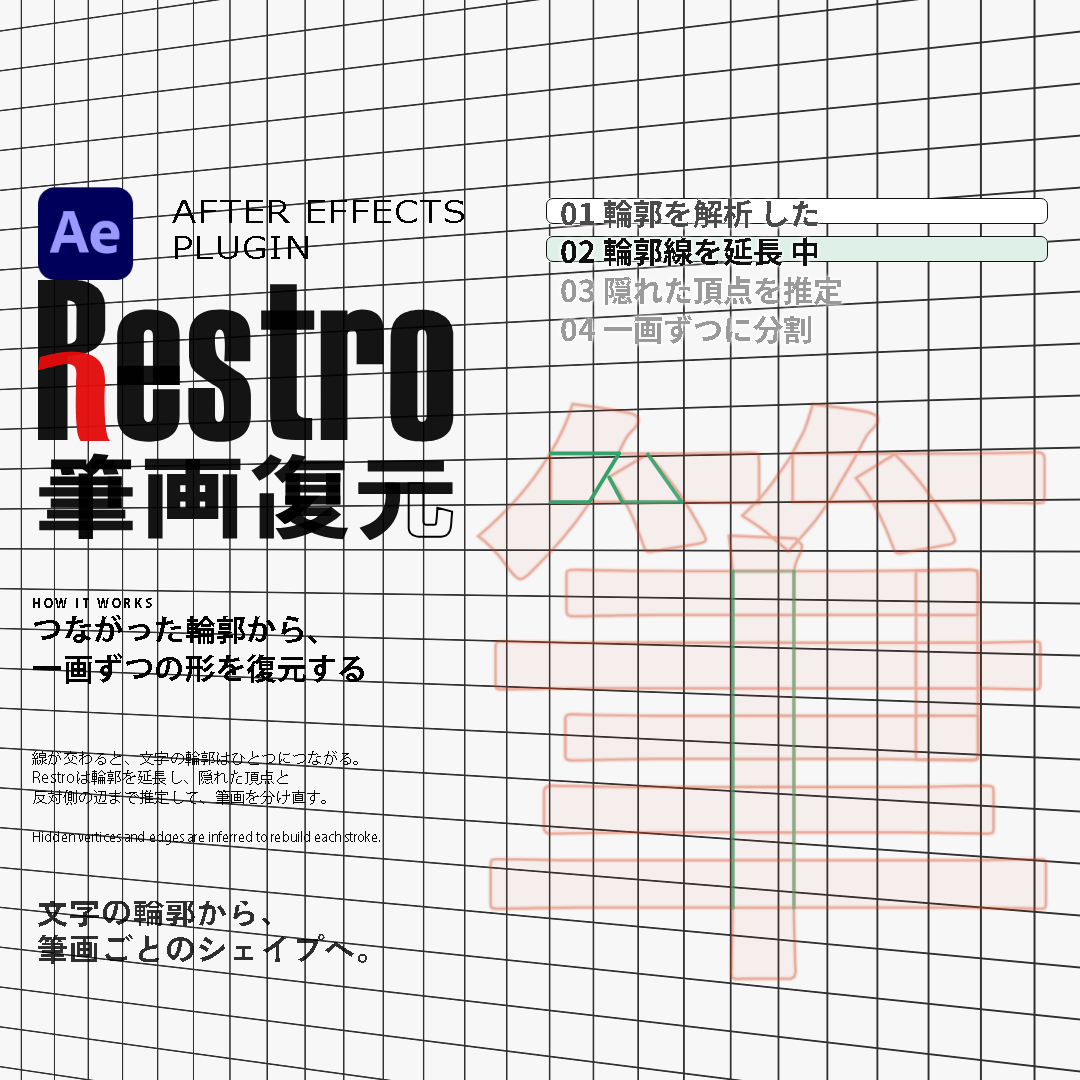 Ae
AFTER EFFECTS
PLUGIN
Restro
筆画復元
01 輪郭を解析 した
02 輪郭線を延長 中
03 隠れた頂点を推定
04 一画ずつに分割
筆
HOW IT WORKS
つながった輪郭から、
一画ずつの形を復元する
線が交わると、文字の輪郭はひとつにつながる。
Restroは輪郭を延長し、隠れた頂点と
反対側の辺まで推定して、筆画を分け直す。
Hidden vertices and edges are inferred to rebuild each stroke.
文字の輪郭から、
筆画ごとのシェイプへ。